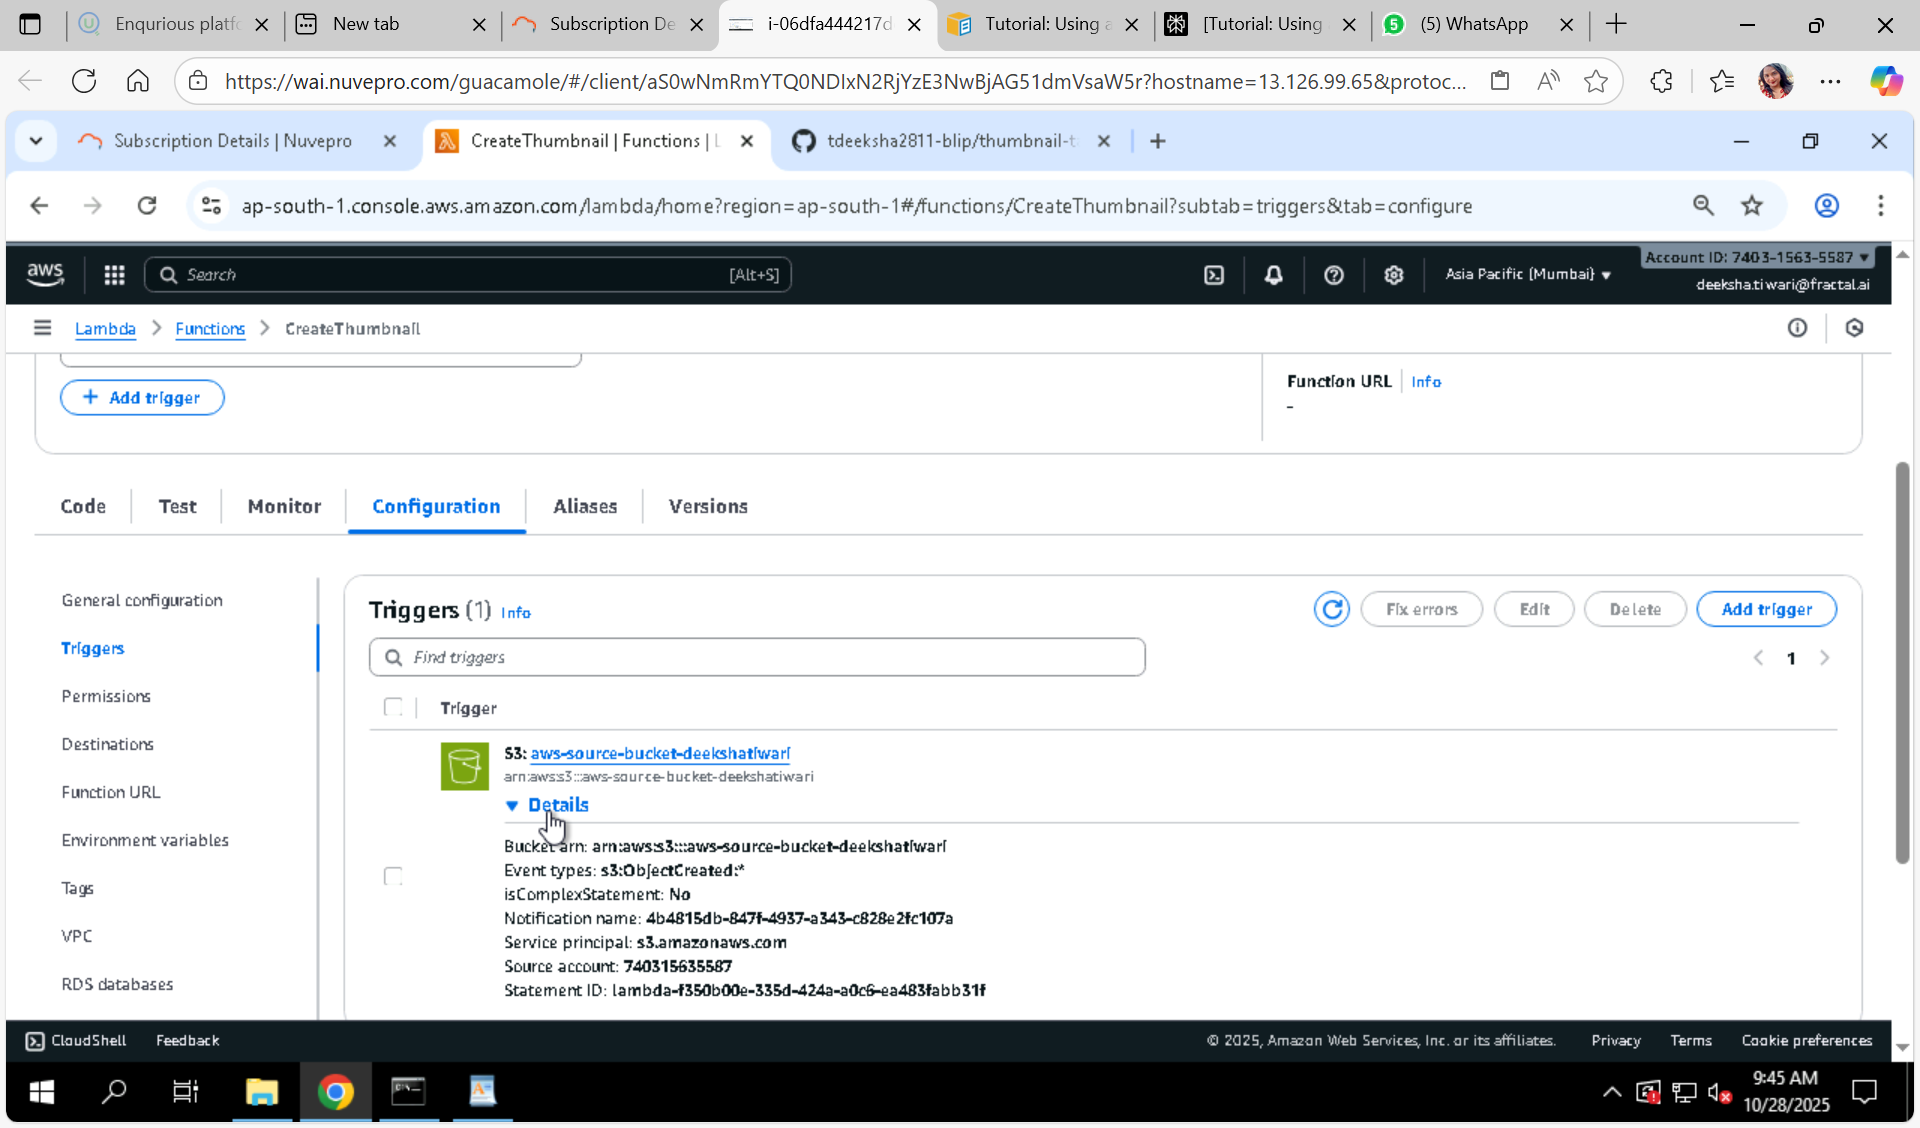 Enqurious platfo
New tab
Subscription De
i-06dfa444217d
Tutorial: Using a
[Tutorial: Using
(5) WhatsApp
https://wai.nuvepro.com/guacamole/#/client/aS0wNmRmYTQ0NDIxN2RjYzE3NwBjAG51dmVsaW5r?hostname=13.126.99.65&protoc...
Subscription Details | Nuvepro
CreateThumbnail | Functions | L
tdeeksha2811-blip/thumbnail-t
ap-south-1.console.aws.amazon.com/lambda/home?region=ap-south-1#/functions/CreateThumbnail?subtab=triggers&tab=configure
aws
Search
[Alt+S]
Asia Pacific (Mumbai)
Account ID: 7403-1563-5587
deeksha.tiwari@fractal.ai
Lambda
Functions
CreateThumbnail
+ Add trigger
Function URL
Info
-
Code
Test
Monitor
Configuration
Aliases
Versions
General configuration
Triggers
Permissions
Destinations
Function URL
Environment variables
Tags
VPC
RDS databases
Triggers (1) Info
Fix errors
Edit
Delete
Add trigger
Find triggers
1
Trigger
S3: aws-source-bucket-deekshatiwari
arn:aws:s3:::aws-source-bucket-deekshatiwari
Details
Bucket arn: arn:aws:s3:::aws-source-bucket-deekshatiwari
Event types: s3:ObjectCreated:*
isComplexStatement: No
Notification name: 4b4815db-847f-4937-a343-c828e2fc107a
Service principal: s3.amazonaws.com
Source account: 740315635587
Statement ID: lambda-f350b00e-335d-424a-a0c6-ea483fabb31f
CloudShell
Feedback
© 2025, Amazon Web Services, Inc. or its affiliates.
Privacy
Terms
Cookie preferences
9:45 AM
10/28/2025